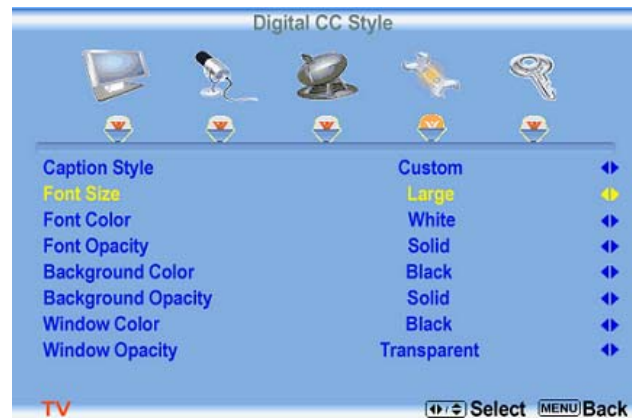 Digital CC Style
Caption Style Custom
Font Size Large
Font Color White
Font Opacity Solid
Background Color Black
Background Opacity Solid
Window Color Black
Window Opacity Transparent
TV Select MENU Back